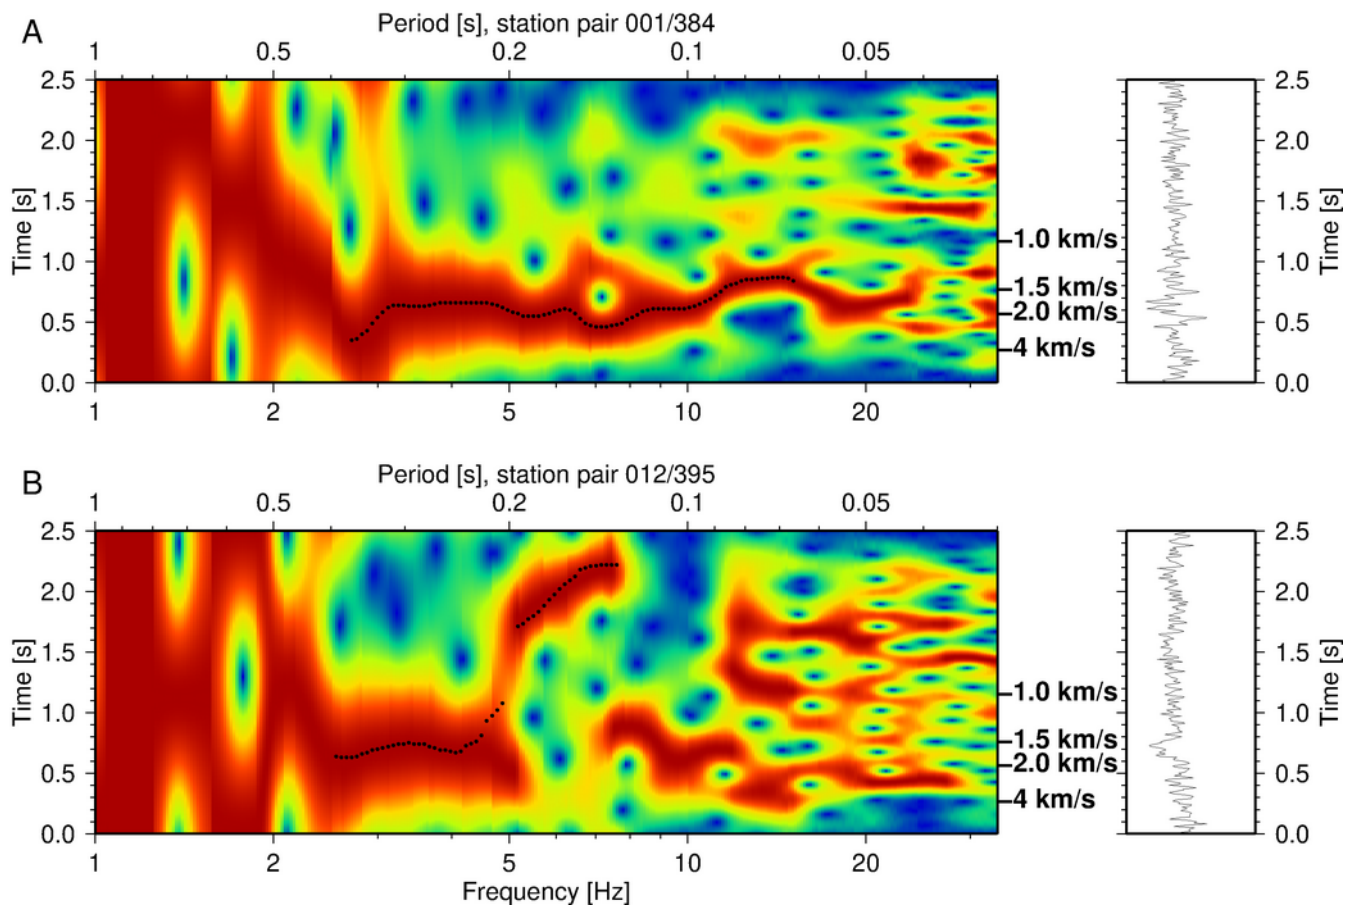 A
Period [s], station pair 001/384
1 0.5 0.2 0.1 0.05
2.5 2.5
2.0 2.0
1.5 1.5
1.0 1.0
0.5 0.5
0.0 0.0
Time [s]
1.0 km/s
1.5 km/s
2.0 km/s
4 km/s
Time [s]
1 2 5 10 20
B
Period [s], station pair 012/395
1 0.5 0.2 0.1 0.05
2.5 2.5
2.0 2.0
1.5 1.5
1.0 1.0
0.5 0.5
0.0 0.0
Time [s]
1.0 km/s
1.5 km/s
2.0 km/s
4 km/s
Time [s]
1 2 5 10 20
Frequency [Hz]